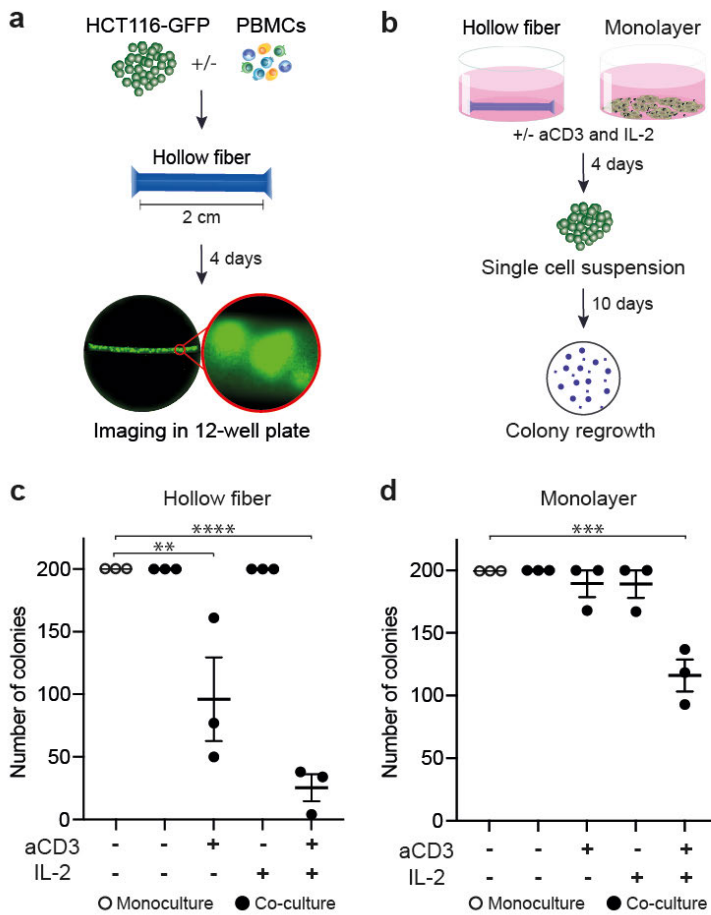 a
HCT116-GFP
PBMCs
+/-
Hollow fiber
2 cm
4 days
Imaging in 12-well plate
b
Hollow fiber
Monolayer
+/- aCD3 and IL-2
4 days
Single cell suspension
10 days
Colony regrowth
c
Hollow fiber
****
**
Number of colonies
200
150
100
50
0
aCD3 - - + - +
IL-2 - - - + +
Monoculture Co-culture
d
Monolayer
***
Number of colonies
200
150
100
50
0
- - + - +
- - - + +
Monoculture Co-culture